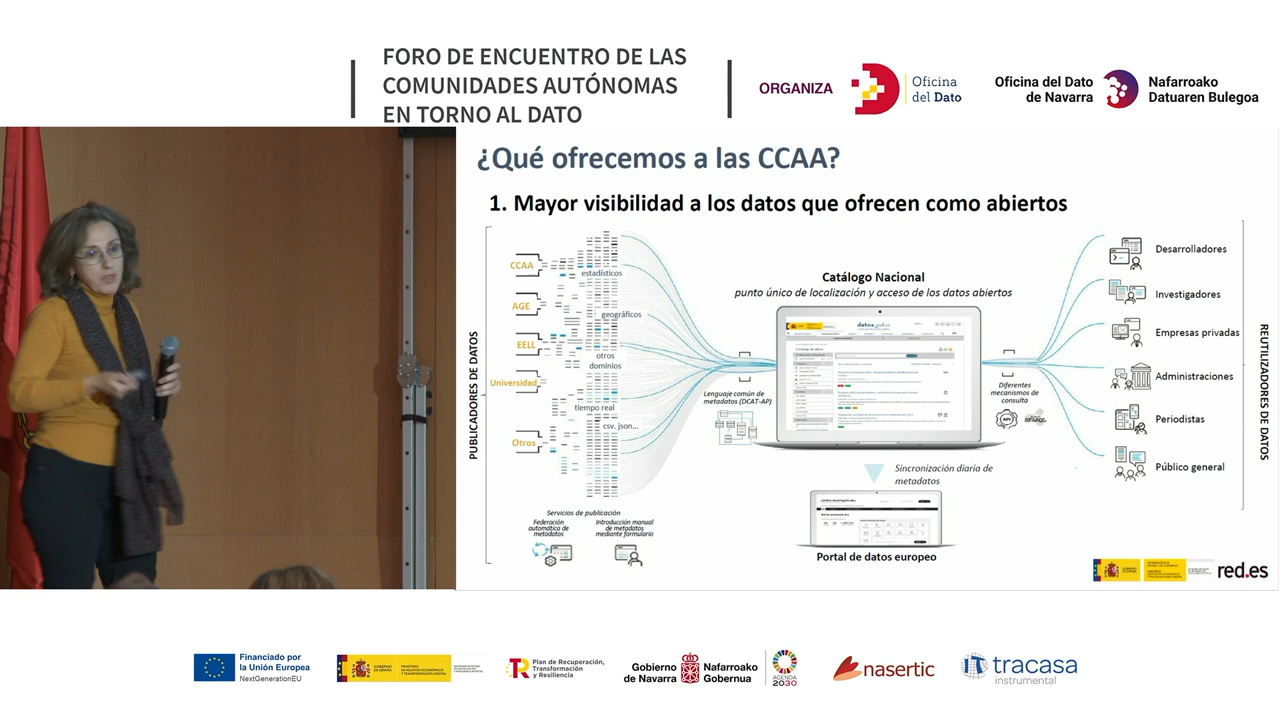 FORO DE ENCUENTRO DE LAS
COMUNIDADES AUTÓNOMAS
EN TORNO AL DATO
ORGANIZA
Oficina
del Dato
Oficina del Dato
de Navarra
Nafarroako
Datuaren Bulegoa
¿Qué ofrecemos a las CCAA?
1. Mayor visibilidad a los datos que ofrecen como abiertos
PUBLICADORES DE DATOS
CCAA
AGE
EELL
Universidad
Otros
estadísticos
geográficos
otros
dominios
tiempo real
csv, json...
Servicios de publicación
Federación
automática de
metadatos
Introducción manual
de metadatos
mediante formulario
Lenguaje común de
metadatos (DCAT-AP)
Catálogo Nacional
punto único de localización y acceso de los datos abiertos
datos.gob.es
Sincronización diaria de
metadatos
Portal de datos europeo
Diferentes
mecanismos de
consulta
API
SPARQL
Desarrolladores
Investigadores
Empresas privadas
Administraciones
Periodistas
Público general
REUTILIZADORES DE DATOS
red.es
Financiado por
la Unión Europea
NextGenerationEU
Plan de Recuperación,
Transformación
y Resiliencia
Gobierno
de Navarra
Nafarroako
Gobernua
AGENDA
2030
nasertic
tracasa
instrumental